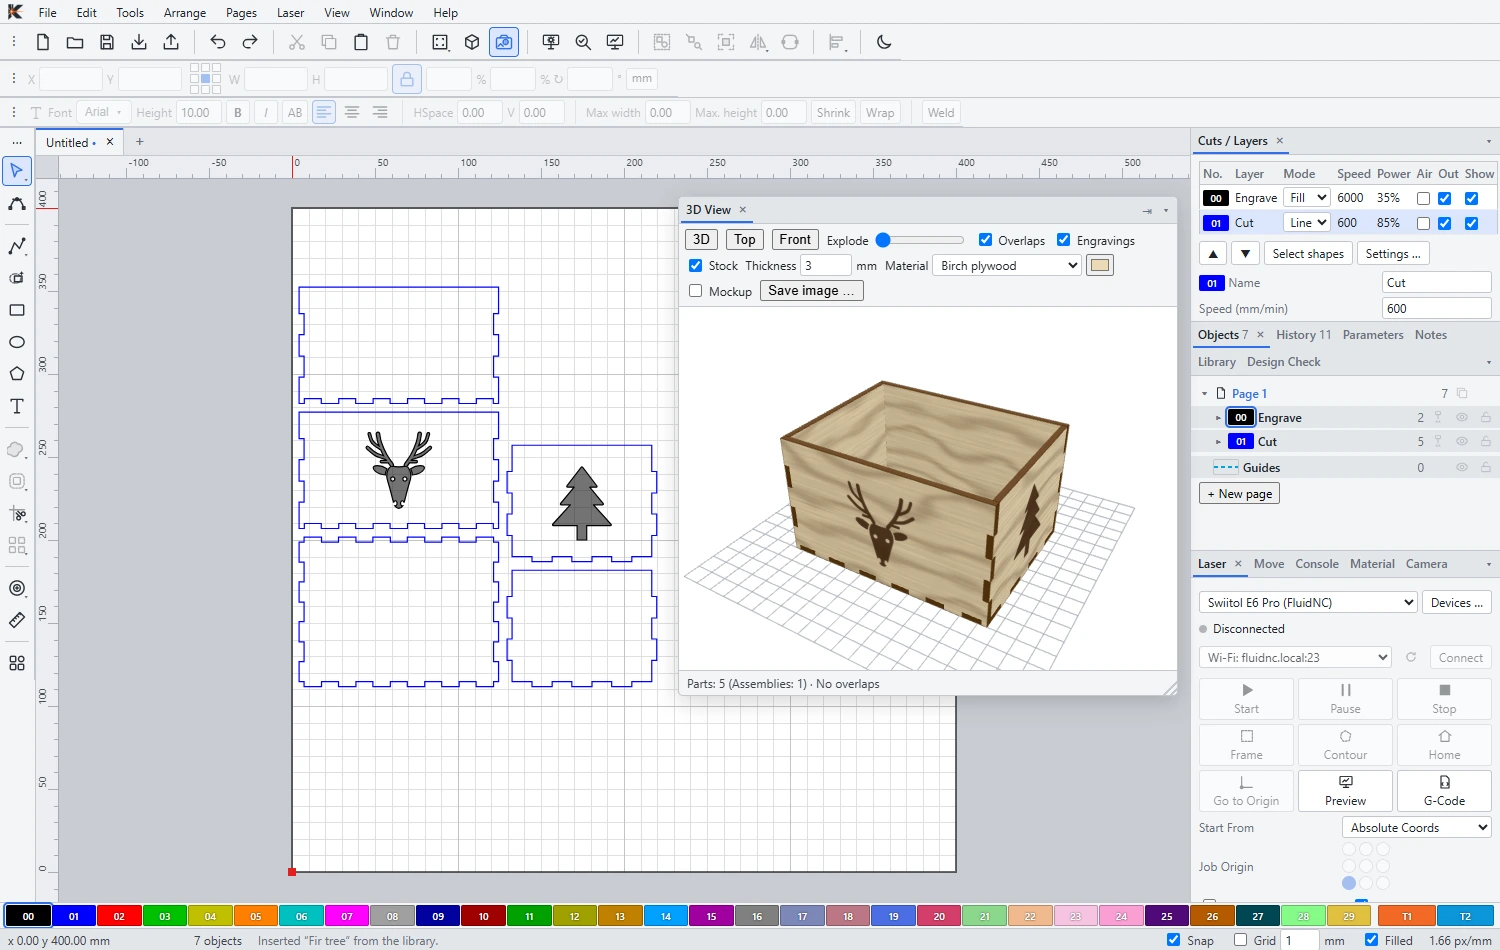 File Edit Tools Arrange Pages Laser View Window Help
X Y W H % % ° mm
Font Arial Height 10.00 B I AB HSpace 0.00 V 0.00 Max width 0.00 Max. height 0.00 Shrink Wrap Weld
Untitled • × +
-100 -50 0 50 100 150 200 250 300 350 400 450 500
400
350
300
250
200
150
100
50
0
3D View ×
3D Top Front Explode Overlaps Engravings
Stock Thickness 3 mm Material Birch plywood
Mockup Save image ...
Parts: 5 (Assemblies: 1) · No overlaps
Cuts / Layers ×
No. Layer Mode Speed Power Air Out Show
00 Engrave Fill 6000 35%
01 Cut Line 600 85%
▲ ▼ Select shapes Settings ...
01 Name Cut
Speed (mm/min) 600
Objects 7 × History 11 Parameters Notes
Library Design Check
Page 1 7
00 Engrave 2
01 Cut 5
Guides 0
+ New page
Laser × Move Console Material Camera
Swiitol E6 Pro (FluidNC) Devices ...
Disconnected
Wi-Fi: fluidnc.local:23 Connect
Start Pause Stop
Frame Contour Home
Go to Origin Preview G-Code
Start From Absolute Coords
Job Origin
00 01 02 03 04 05 06 07 08 09 10 11 12 13 14 15 16 17 18 19 20 21 22 23 24 25 26 27 28 29 T1 T2
x 0.00 y 400.00 mm 7 objects Inserted “Fir tree” from the library. Snap Grid 1 mm Filled 1.66 px/mm